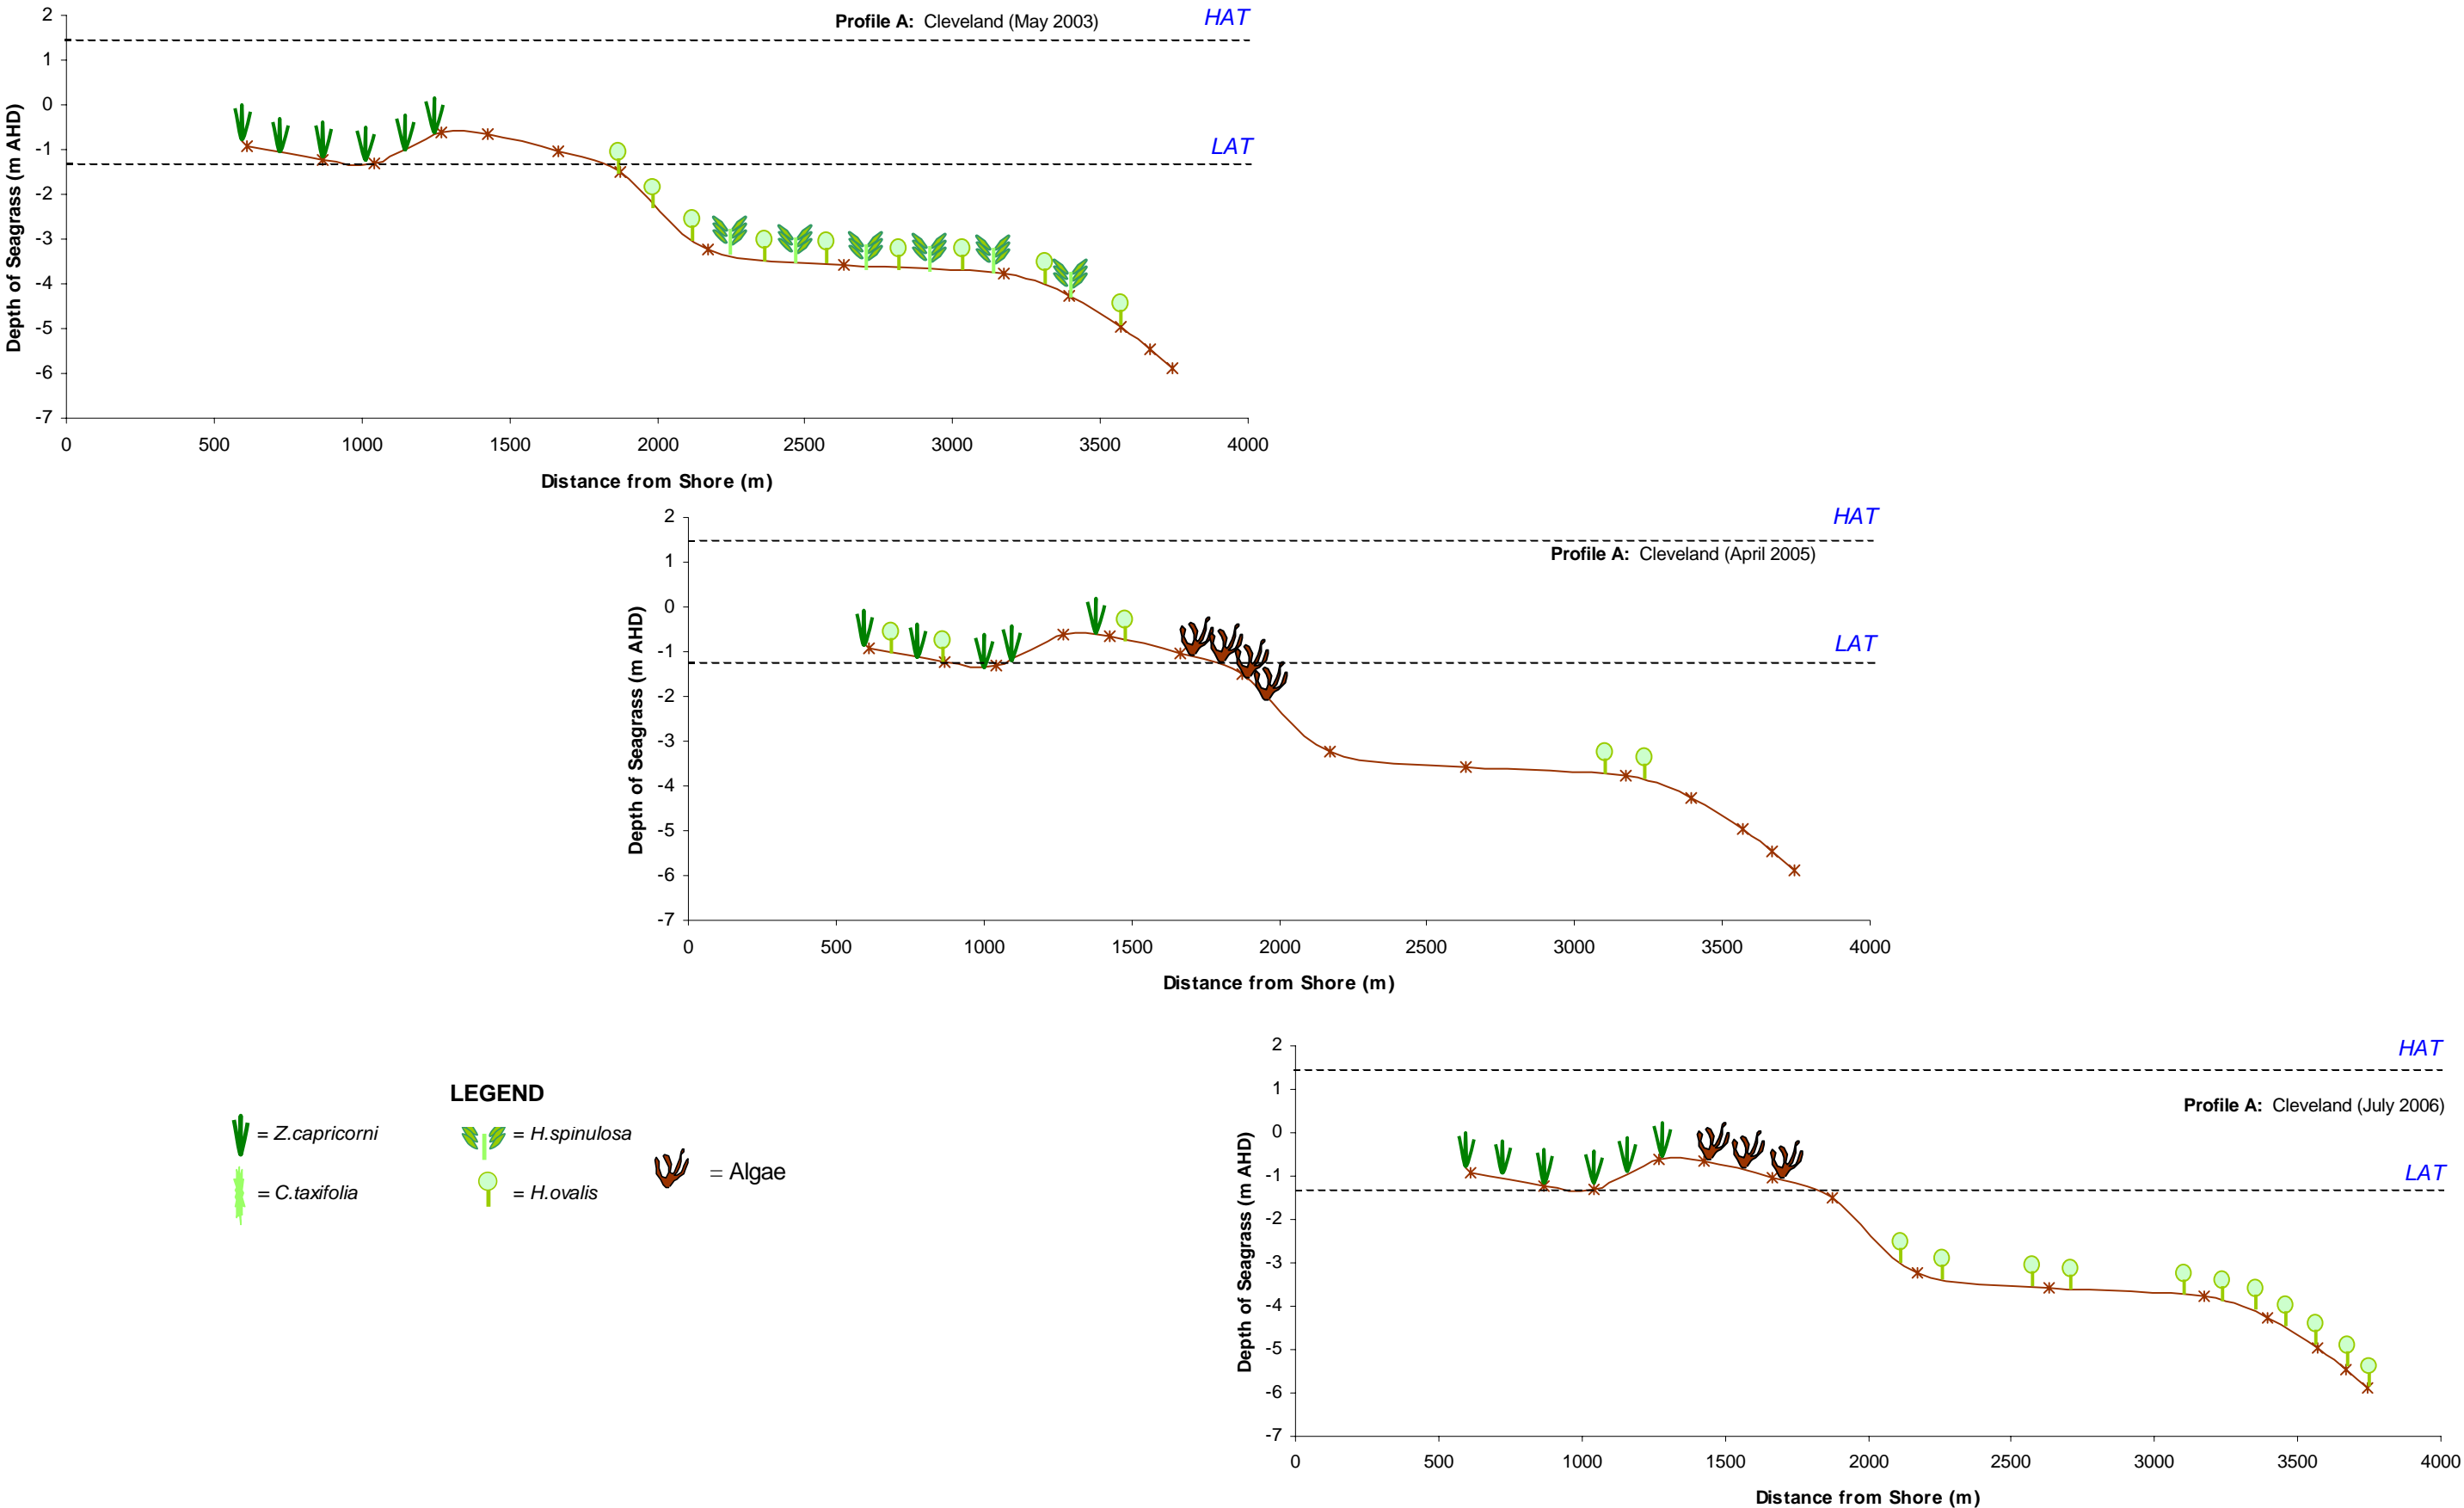 Profile A: Cleveland (May 2003)
HAT
LAT
2
1
0
-1
-2
-3
-4
-5
-6
-7
Depth of Seagrass (m AHD)
0 500 1000 1500 2000 2500 3000 3500 4000
Distance from Shore (m)
HAT
Profile A: Cleveland (April 2005)
LAT
2
1
0
-1
-2
-3
-4
-5
-6
-7
Depth of Seagrass (m AHD)
0 500 1000 1500 2000 2500 3000 3500 4000
Distance from Shore (m)
LEGEND
= Z.capricorni
= H.spinulosa
= Algae
= C.taxifolia
= H.ovalis
HAT
Profile A: Cleveland (July 2006)
LAT
2
1
0
-1
-2
-3
-4
-5
-6
-7
Depth of Seagrass (m AHD)
0 500 1000 1500 2000 2500 3000 3500 4000
Distance from Shore (m)